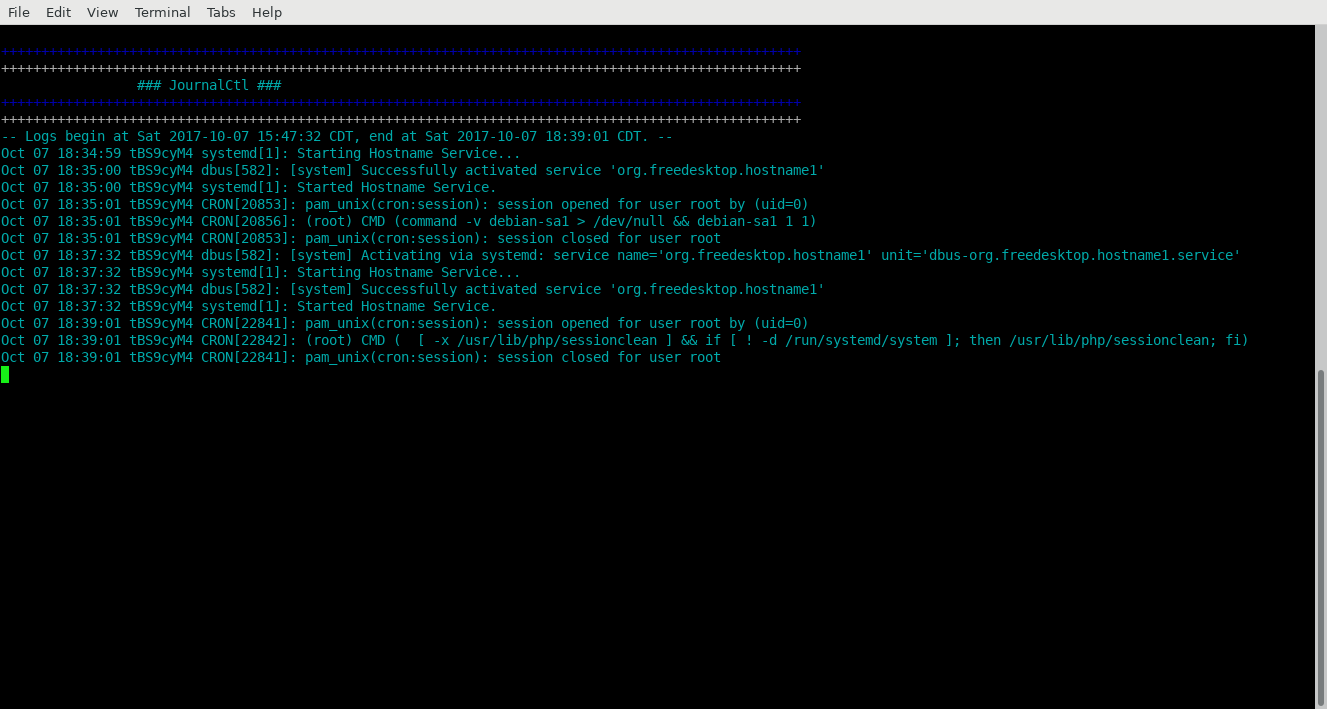 File Edit View Terminal Tabs Help
++++++++++++++++++++++++++++++++++++++++++++++++++++++++++++++++++++++++++++++++++++++++++++++++++++
++++++++++++++++++++++++++++++++++++++++++++++++++++++++++++++++++++++++++++++++++++++++++++++++++++
### JournalCtl ###
++++++++++++++++++++++++++++++++++++++++++++++++++++++++++++++++++++++++++++++++++++++++++++++++++++
++++++++++++++++++++++++++++++++++++++++++++++++++++++++++++++++++++++++++++++++++++++++++++++++++++
-- Logs begin at Sat 2017-10-07 15:47:32 CDT, end at Sat 2017-10-07 18:39:01 CDT. --
Oct 07 18:34:59 tBS9cyM4 systemd[1]: Starting Hostname Service...
Oct 07 18:35:00 tBS9cyM4 dbus[582]: [system] Successfully activated service 'org.freedesktop.hostname1'
Oct 07 18:35:00 tBS9cyM4 systemd[1]: Started Hostname Service.
Oct 07 18:35:01 tBS9cyM4 CRON[20853]: pam_unix(cron:session): session opened for user root by (uid=0)
Oct 07 18:35:01 tBS9cyM4 CRON[20856]: (root) CMD (command -v debian-sa1 > /dev/null && debian-sa1 1 1)
Oct 07 18:35:01 tBS9cyM4 CRON[20853]: pam_unix(cron:session): session closed for user root
Oct 07 18:37:32 tBS9cyM4 dbus[582]: [system] Activating via systemd: service name='org.freedesktop.hostname1' unit='dbus-org.freedesktop.hostname1.service'
Oct 07 18:37:32 tBS9cyM4 systemd[1]: Starting Hostname Service...
Oct 07 18:37:32 tBS9cyM4 dbus[582]: [system] Successfully activated service 'org.freedesktop.hostname1'
Oct 07 18:37:32 tBS9cyM4 systemd[1]: Started Hostname Service.
Oct 07 18:39:01 tBS9cyM4 CRON[22841]: pam_unix(cron:session): session opened for user root by (uid=0)
Oct 07 18:39:01 tBS9cyM4 CRON[22842]: (root) CMD (  [ -x /usr/lib/php/sessionclean ] && if [ ! -d /run/systemd/system ]; then /usr/lib/php/sessionclean; fi)
Oct 07 18:39:01 tBS9cyM4 CRON[22841]: pam_unix(cron:session): session closed for user root